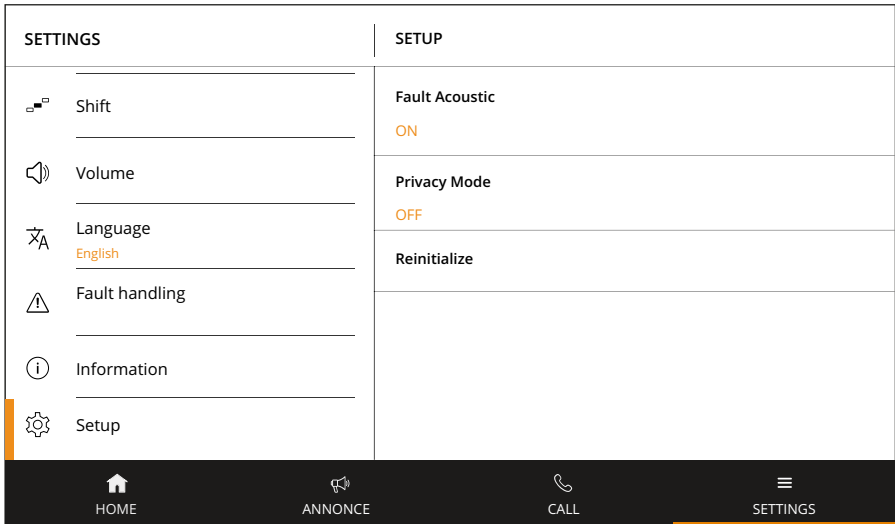 SETTINGS
Shift
Volume
Language
English
Fault handling
Information
Setup
SETUP
Fault Acoustic
ON
Privacy Mode
OFF
Reinitialize
HOME
ANNONCE
CALL
SETTINGS